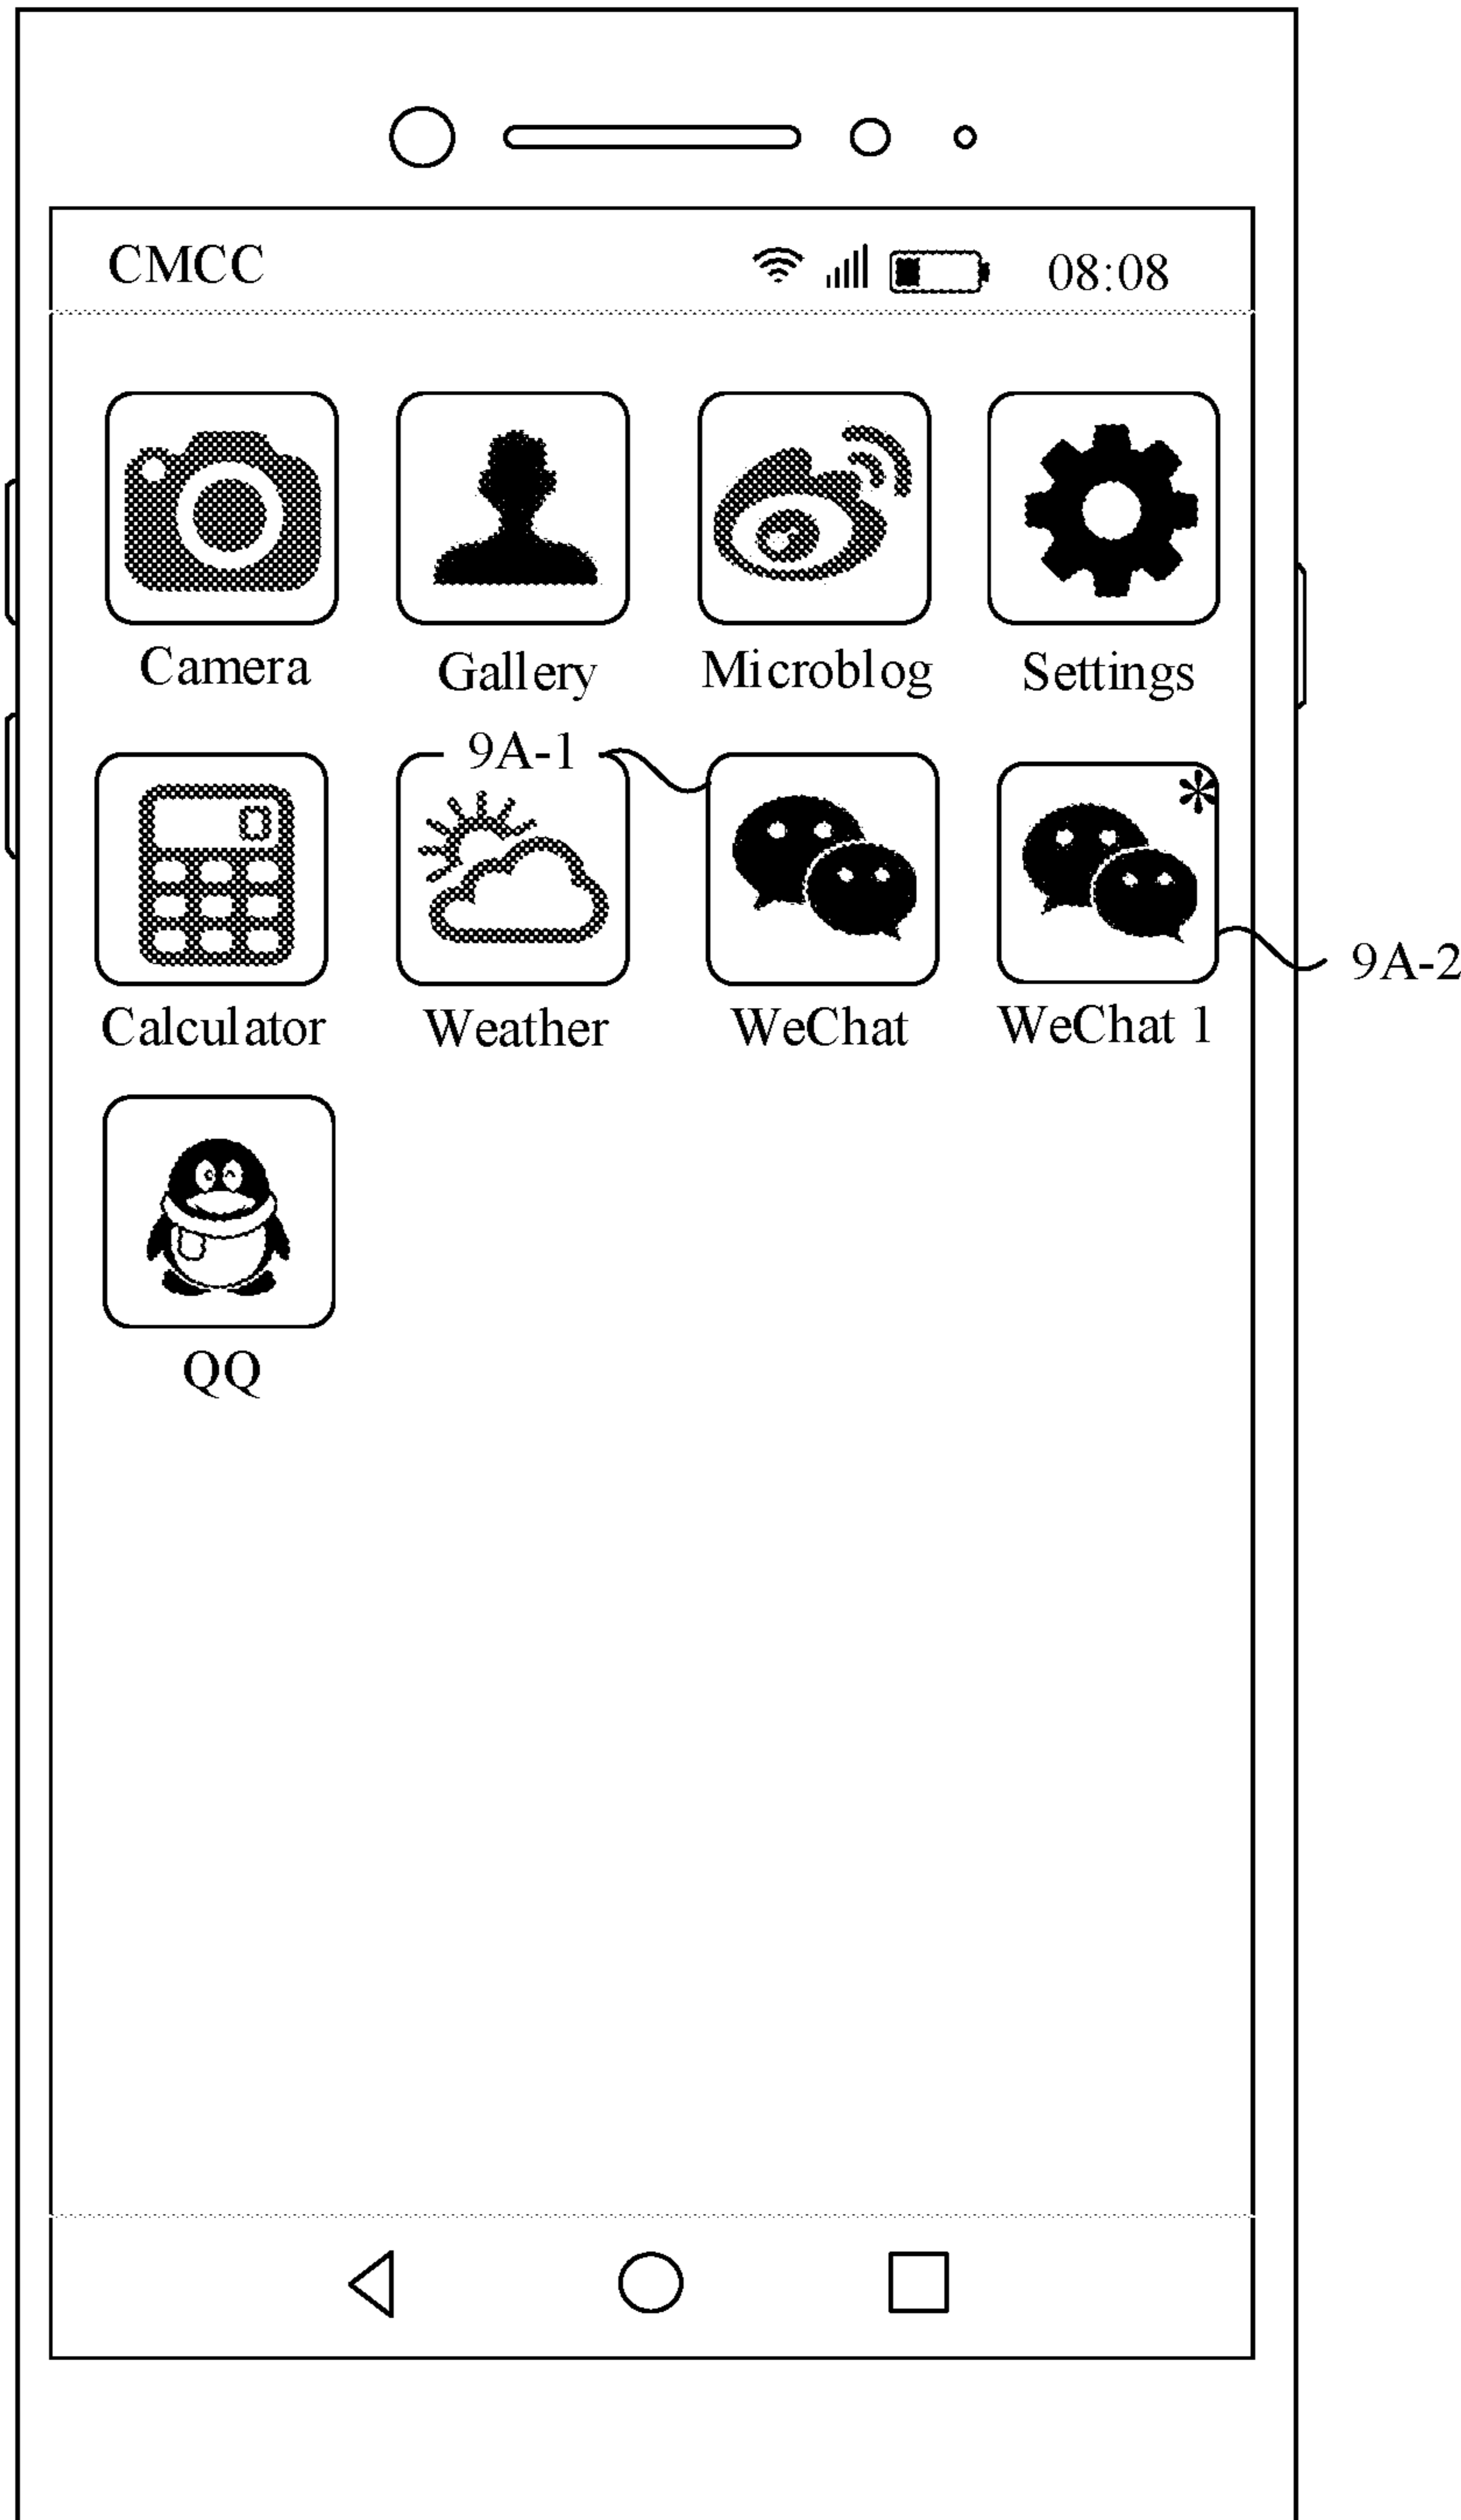 CMCC 08:08
Camera Gallery Microblog Settings
9A-1
*
9A-2
Calculator Weather WeChat WeChat 1
QQ